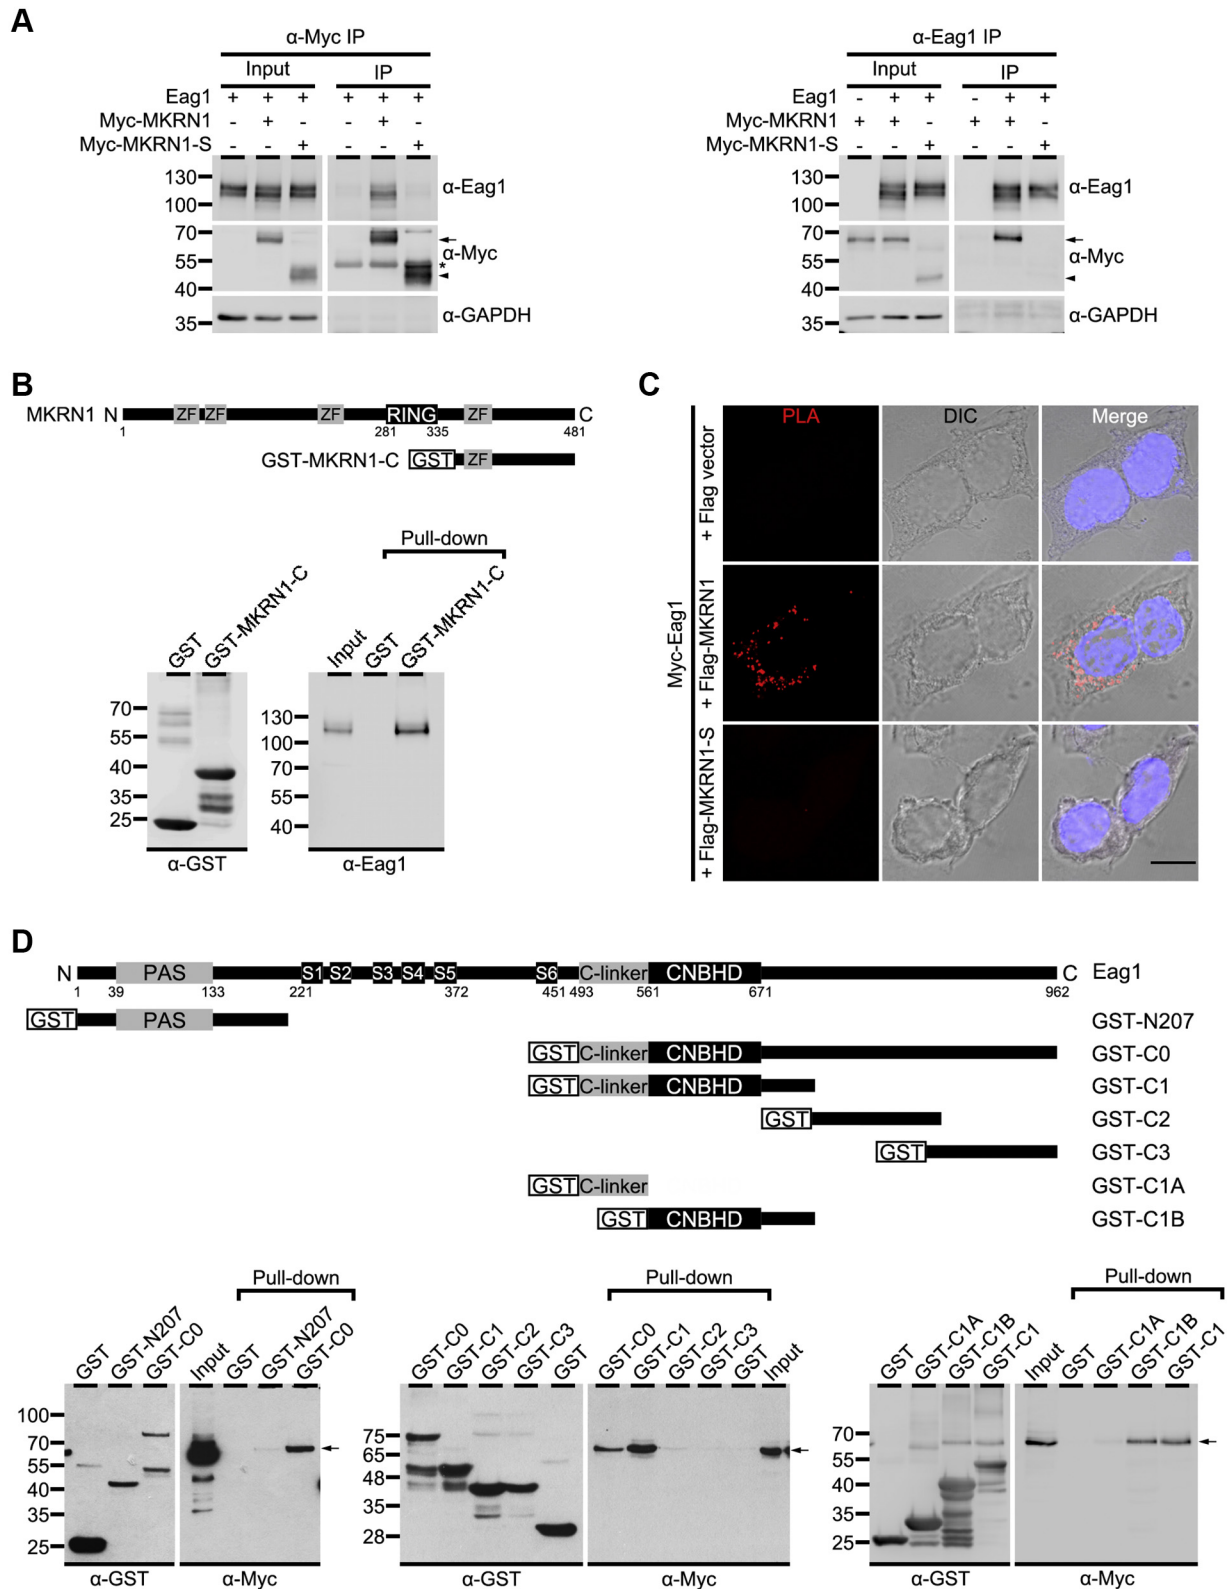 A
α-Myc IP
Input IP
Eag1 + + + + + +
Myc-MKRN1 - + - - + -
Myc-MKRN1-S - - + - - +
130
100
α-Eag1
70
55
40
α-Myc
*
35
α-GAPDH
α-Eag1 IP
Input IP
Eag1 - + + - + +
Myc-MKRN1 + + - + + -
Myc-MKRN1-S - - + - - +
130
100
α-Eag1
70
55
40
α-Myc
35
α-GAPDH
B
MKRN1 N ZF ZF ZF RING ZF C
1 281 335 481
GST-MKRN1-C GST ZF
Pull-down
GST GST-MKRN1-C Input GST GST-MKRN1-C
70
55
40
35
25
α-GST
130
100
70
55
40
α-Eag1
C
PLA DIC Merge
Myc-Eag1
+ Flag vector
+ Flag-MKRN1
+ Flag-MKRN1-S
D
N PAS S1 S2 S3 S4 S5 S6 C-linker CNBHD C Eag1
1 39 133 221 372 451 493 561 671 962
GST PAS GST-N207
GST C-linker CNBHD GST-C0
GST C-linker CNBHD GST-C1
GST GST-C2
GST GST-C3
GST C-linker GST-C1A
GST CNBHD GST-C1B
Pull-down
GST GST-N207 GST-C0 Input GST GST-N207 GST-C0
100
70
55
40
35
25
α-GST α-Myc
Pull-down
GST-C0 GST-C1 GST-C2 GST-C3 GST GST-C0 GST-C1 GST-C2 GST-C3 GST Input
75
65
48
35
28
α-GST α-Myc
Pull-down
GST GST-C1A GST-C1B GST-C1 Input GST GST-C1A GST-C1B GST-C1
70
55
40
35
25
α-GST α-Myc